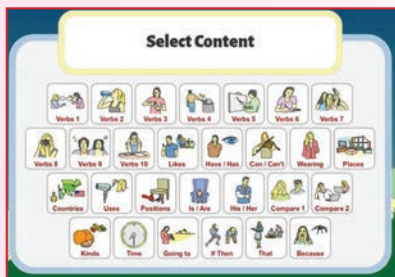 Select Content
Verbs 1 Verbs 2 Verbs 3 Verbs 4 Verbs 5 Verbs 6 Verbs 7
Verbs 8 Verbs 9 Verbs 10 Likes Have / Has Can / Can't Wearing Places
Countries Uses Positions Is / Are His / Her Compare 1 Compare 2
Kinds Time Going to If Then That Because